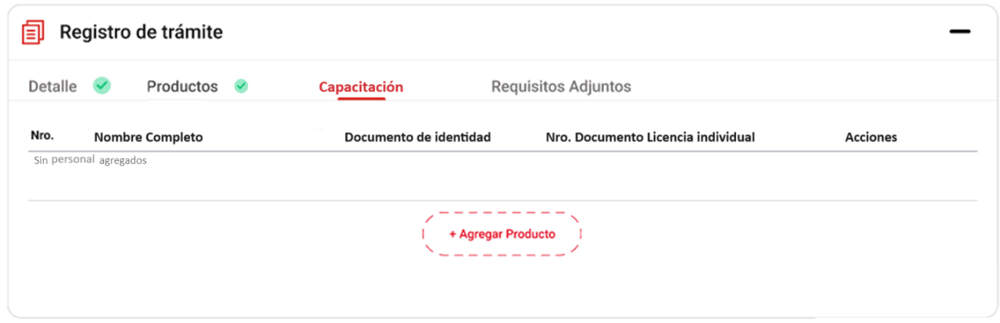 Registro de trámite
Detalle Productos Capacitación Requisitos Adjuntos
Nro. Nombre Completo Documento de identidad Nro. Documento Licencia individual Acciones
Sin personal agregados
+ Agregar Producto